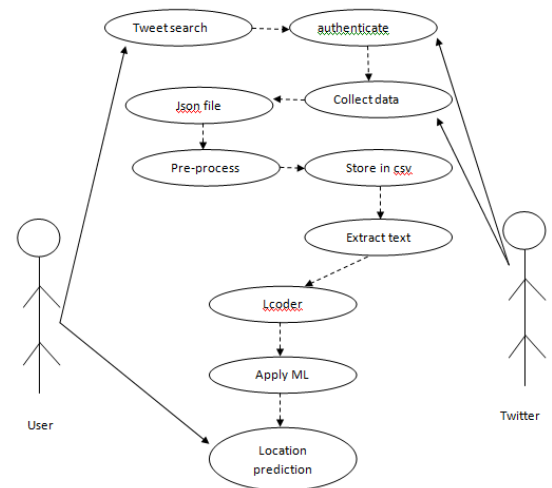 Tweet search
authenticate
Json file
Collect data
Pre-process
Store in csv
Extract text
Lcoder
Apply ML
User
Twitter
Location
prediction